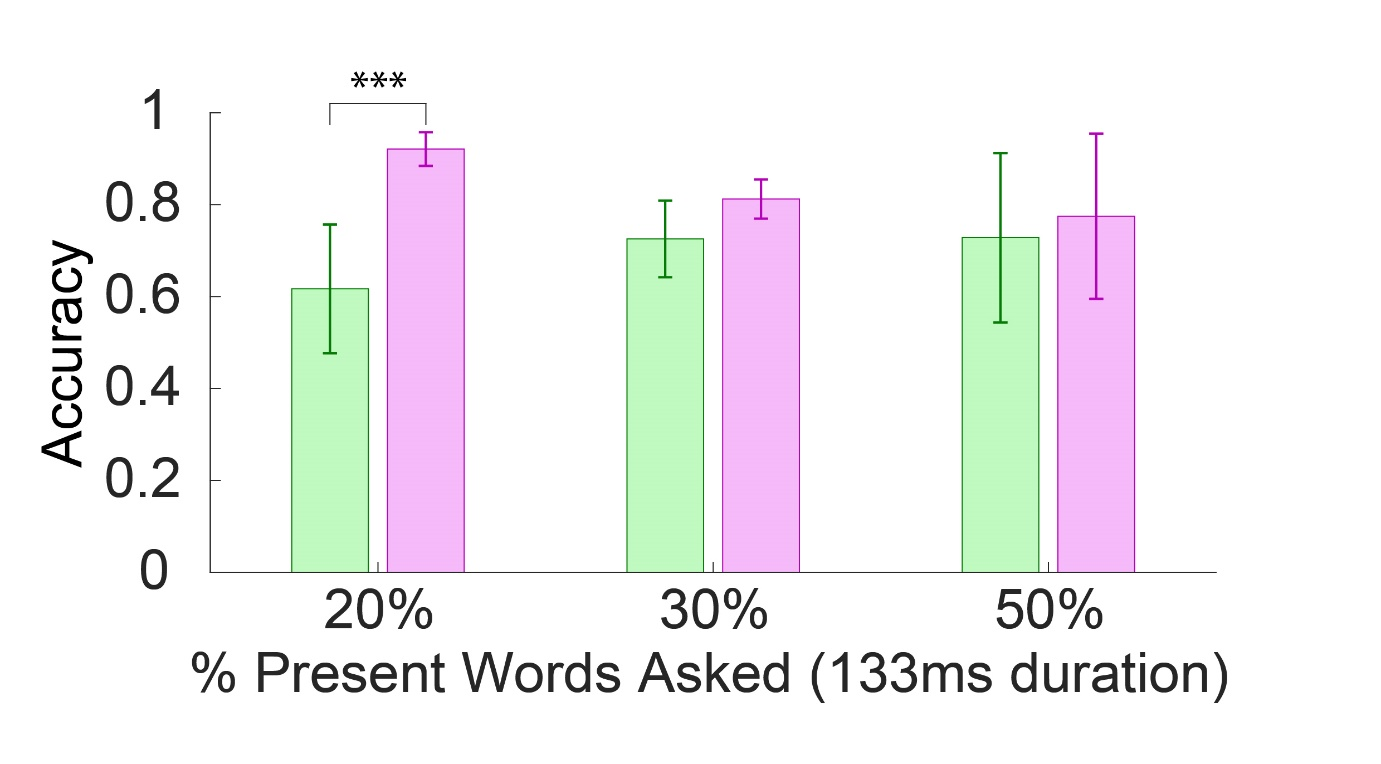 ***
1
0.8
0.6
0.4
0.2
0
Accuracy
20% 30% 50%
% Present Words Asked (133ms duration)